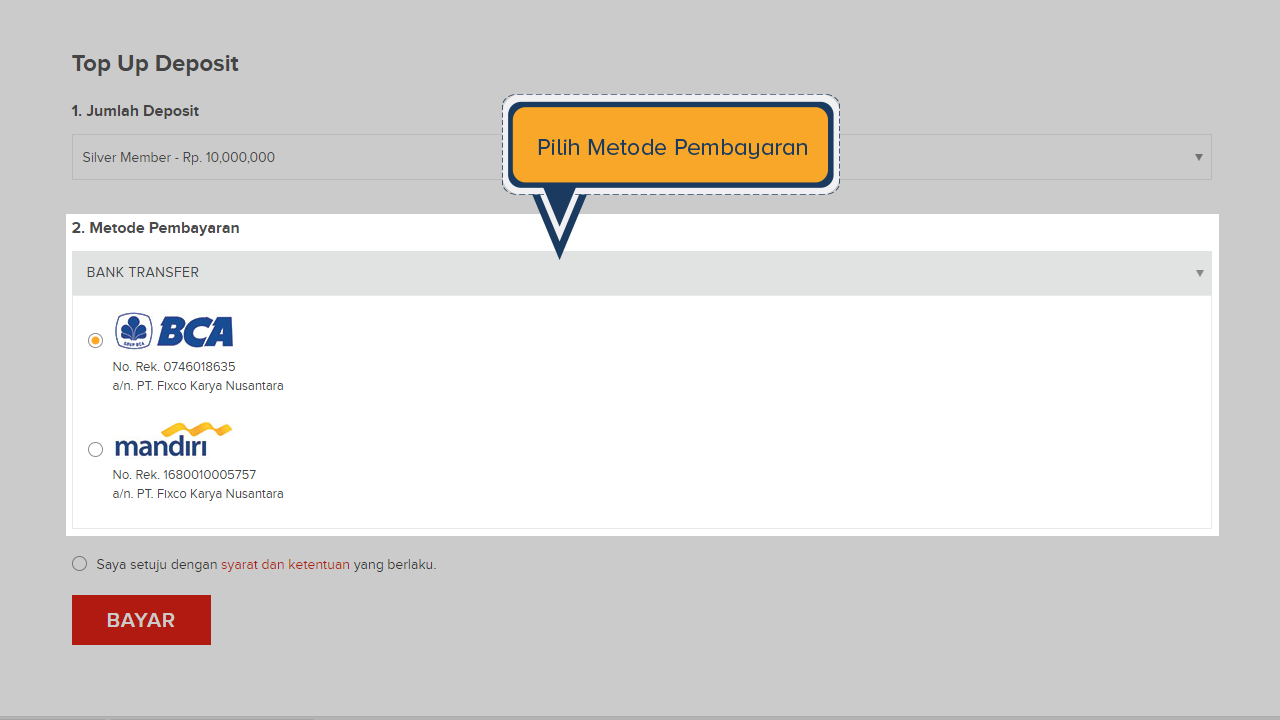 Top Up Deposit
1. Jumlah Deposit
Silver Member - Rp. 10,000,000
Pilih Metode Pembayaran
2. Metode Pembayaran
BANK TRANSFER
GRUP BCA
BCA
No. Rek. 0746018635
a/n. PT. Fixco Karya Nusantara
mandiri
No. Rek. 1680010005757
a/n. PT. Fixco Karya Nusantara
Saya setuju dengan syarat dan ketentuan yang berlaku.
BAYAR